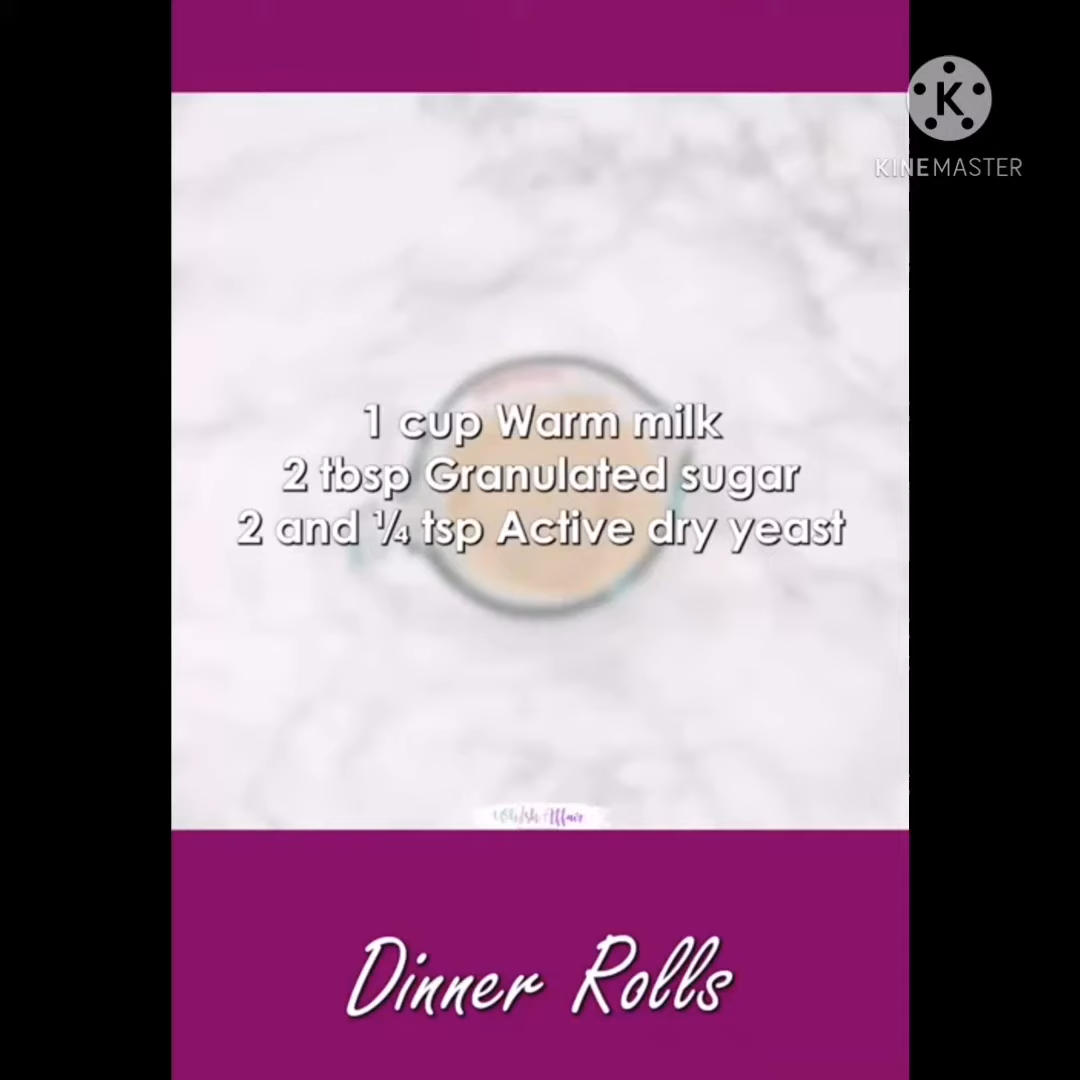 K
KINEMASTER
1 cup Warm milk
2 tbsp Granulated sugar
2 and ¼ tsp Active dry yeast
Affair
Dinner Rolls